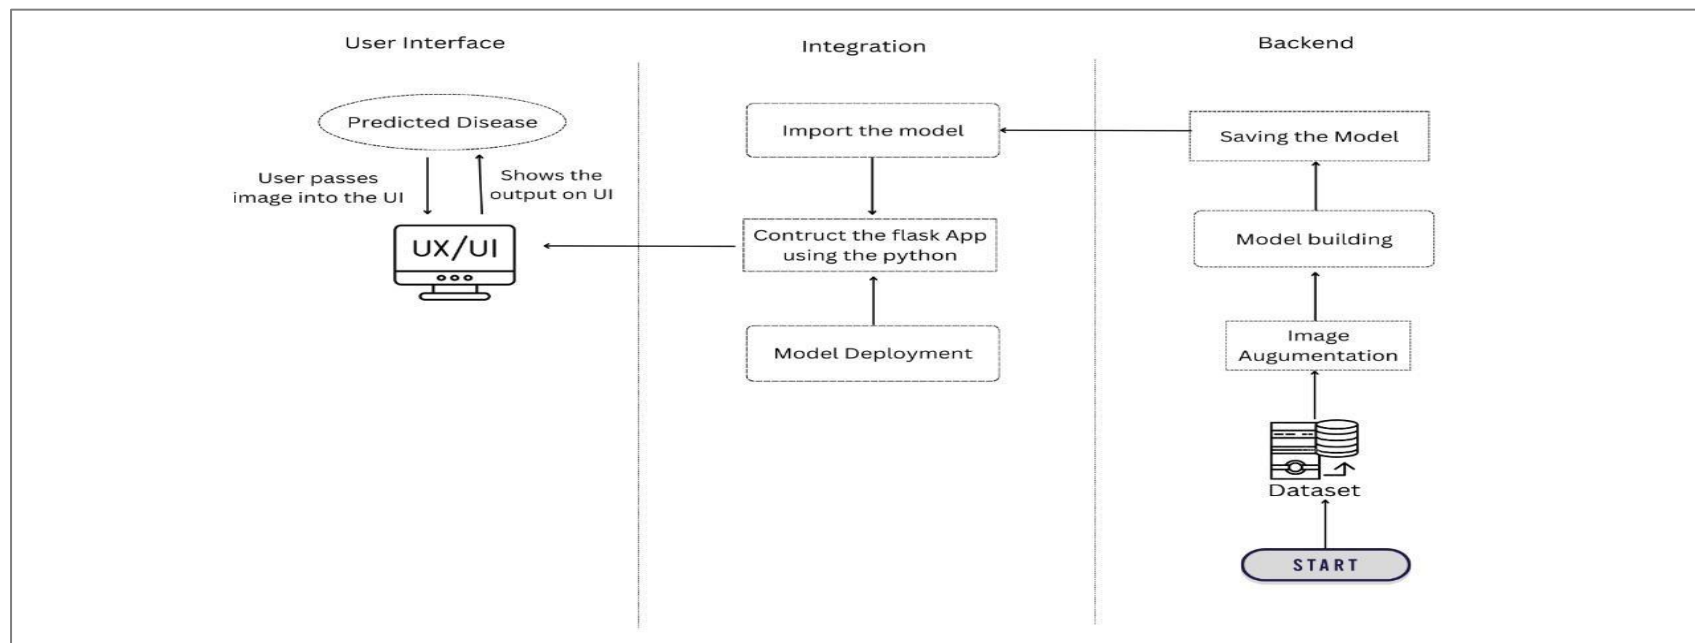 User Interface
Integration
Backend
Predicted Disease
User passes
image into the UI
Shows the
output on UI
UX/UI
Import the model
Contruct the flask App
using the python
Model Deployment
Saving the Model
Model building
Image
Augumentation
Dataset
START